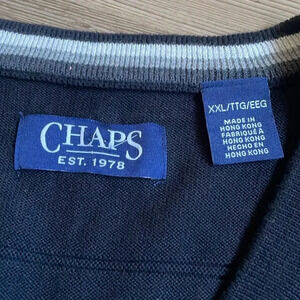 CHAPS
EST. 1978
XXL/TTG/EEG
MADE IN
HONG KONG
FABRIQUÉ À
HONG KONG
HECHO EN
HONG KONG